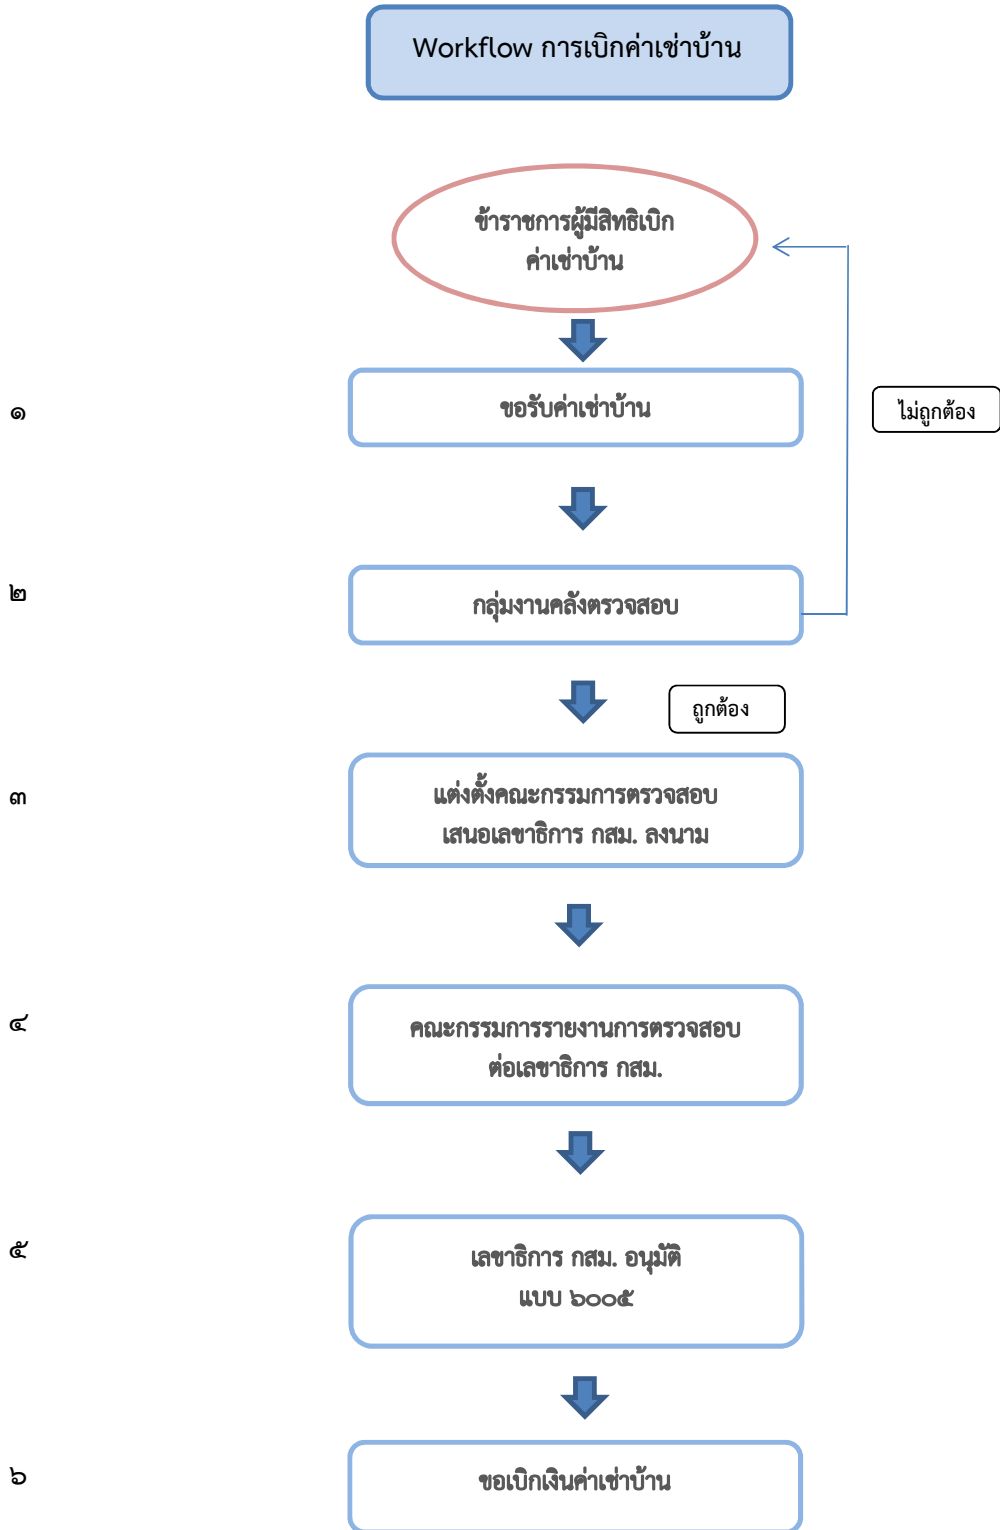 Workflow การเบิกค่าเช่าบ้าน
ข้าราชการผู้มีสิทธิเบิก
ค่าเช่าบ้าน
๑
ขอรับค่าเช่าบ้าน
ไม่ถูกต้อง
๒
กลุ่มงานคลังตรวจสอบ
ถูกต้อง
๓
แต่งตั้งคณะกรรมการตรวจสอบ
เสนอเลขาธิการ กสม. ลงนาม
๔
คณะกรรมการรายงานการตรวจสอบ
ต่อเลขาธิการ กสม.
๕
เลขาธิการ กสม. อนุมัติ
แบบ ๖๐๐๕
๖
ขอเบิกเงินค่าเช่าบ้าน